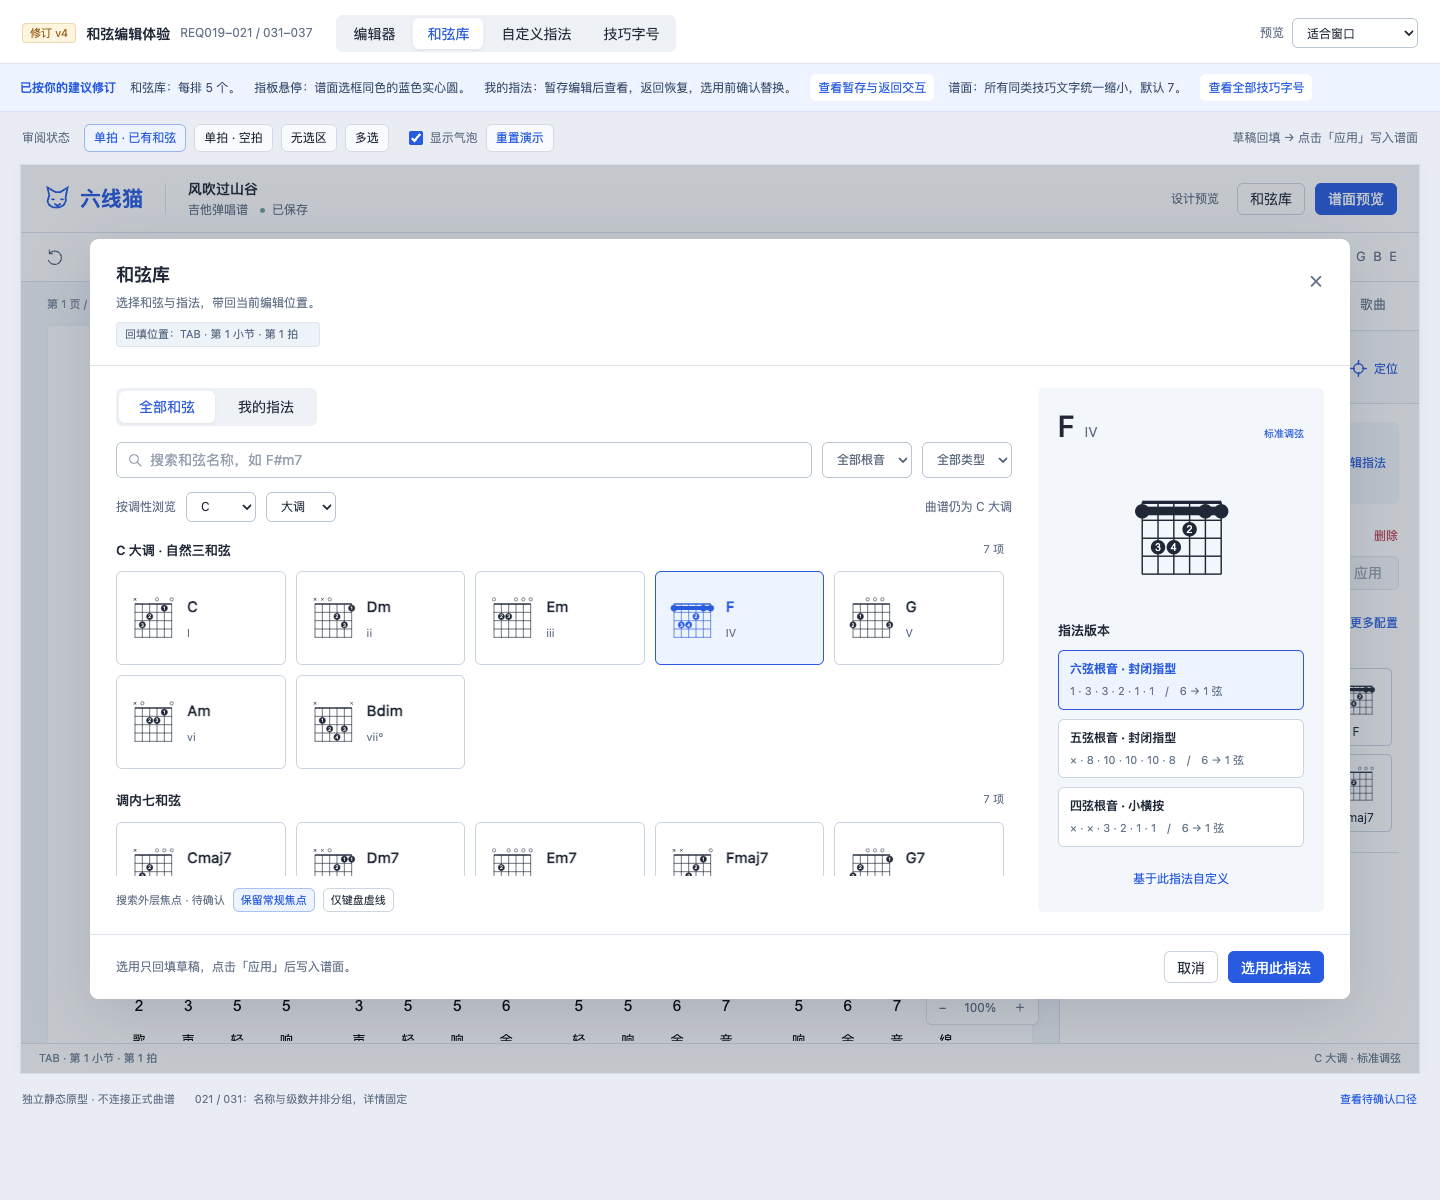 修订 v4 和弦编辑体验 REQ019–021 / 031–037 编辑器 和弦库 自定义指法 技巧字号 预览 适合窗口
已按你的建议修订 和弦库：每排 5 个。 指板悬停：谱面选框同色的蓝色实心圆。 我的指法：暂存编辑后查看，返回恢复，选用前确认替换。 查看暂存与返回交互 谱面：所有同类技巧文字统一缩小，默认 7。 查看全部技巧字号
审阅状态 单拍 · 已有和弦 单拍 · 空拍 无选区 多选 显示气泡 重置演示 草稿回填 → 点击「应用」写入谱面
六线猫 风吹过山谷
吉他弹唱谱 已保存 设计预览 和弦库 谱面预览
G B E
第 1 页 / 歌曲
定位
辑指法
删除
应用
更多配置
F
maj7
和弦库
选择和弦与指法，带回当前编辑位置。
回填位置：TAB · 第 1 小节 · 第 1 拍
全部和弦 我的指法
搜索和弦名称，如 F#m7 全部根音 全部类型
按调性浏览 C 大调 曲谱仍为 C 大调
C 大调 · 自然三和弦 7 项
C Dm Em F G
I ii iii IV V
Am Bdim
vi vii°
调内七和弦 7 项
Cmaj7 Dm7 Em7 Fmaj7 G7
搜索外层焦点 · 待确认 保留常规焦点 仅键盘虚线
F IV 标准调弦
2
3 4
指法版本
六弦根音 · 封闭指型
1 · 3 · 3 · 2 · 1 · 1 / 6 → 1 弦
五弦根音 · 封闭指型
× · 8 · 10 · 10 · 10 · 8 / 6 → 1 弦
四弦根音 · 小横按
× · × · 3 · 2 · 1 · 1 / 6 → 1 弦
基于此指法自定义
选用只回填草稿，点击「应用」后写入谱面。 取消 选用此指法
2 3 5 5 3 5 5 6 5 5 6 7 5 6 7 − 100% +
TAB · 第 1 小节 · 第 1 拍 C 大调 · 标准调弦
独立静态原型 · 不连接正式曲谱 021 / 031：名称与级数并排分组，详情固定 查看待确认口径